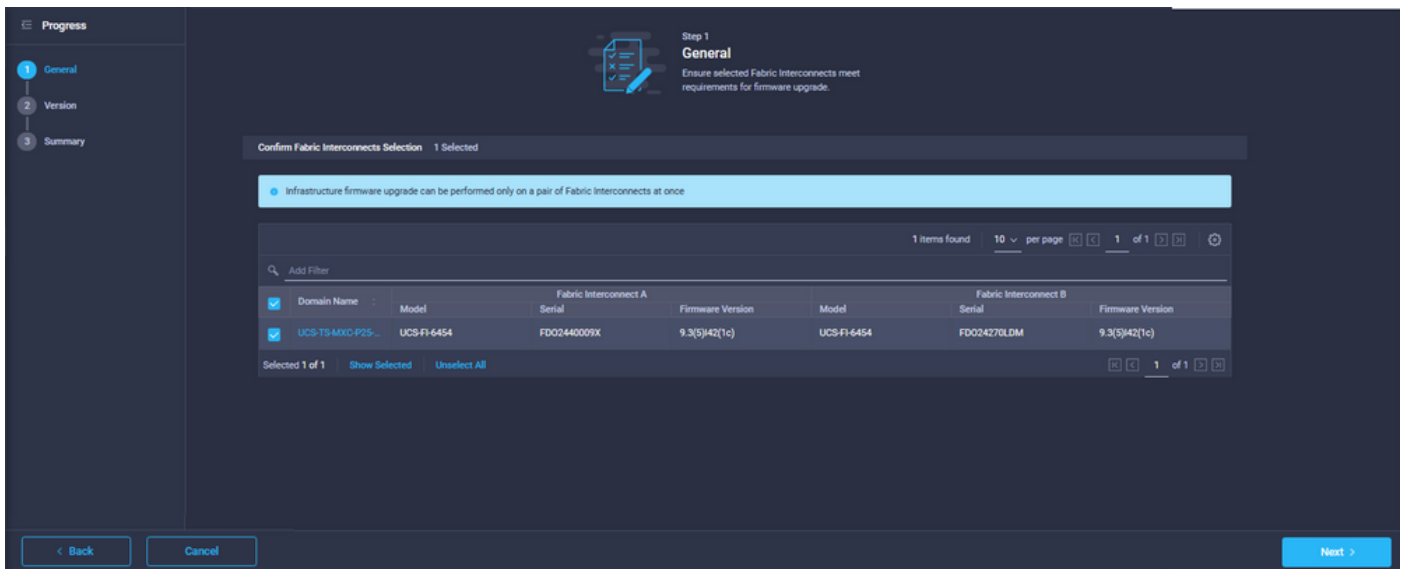 Progress
1 General
2 Version
3 Summary
Step 1
General
Ensure selected Fabric Interconnects meet
requirements for firmware upgrade.
Confirm Fabric Interconnects Selection 1 Selected
Infrastructure firmware upgrade can be performed only on a pair of Fabric Interconnects at once
1 items found 10 per page 1 of 1
Add Filter
Domain Name Fabric Interconnect A Fabric Interconnect B
Model Serial Firmware Version Model Serial Firmware Version
UCS-TS-MXC-P25-... UCS-FI-6454 FDO2440009X 9.3(5)I42(1c) UCS-FI-6454 FDO24270LDM 9.3(5)I42(1c)
Selected 1 of 1 Show Selected Unselect All 1 of 1
< Back Cancel Next >